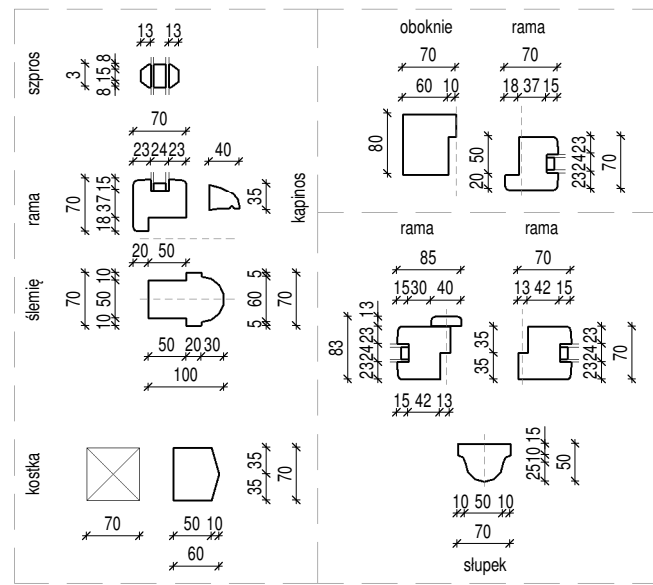 13 13
szpros
3
8 15 8
70
23 24 23
40
rama
70
18 37 15
35
kapinos
20 50
ślemię
70
10 50 10
5 60 5
70
50 20 30
100
kostka
35 35
70
70
50 10
60
oboknie
70
60 10
80
rama
70
18 37 15
50
20
23 24 23
70
rama
85
15 30 40
13
83
23 24 23
15 42 13
rama
70
13 42 15
35 35
23 24 23
70
25 10 15
50
10 50 10
70
słupek